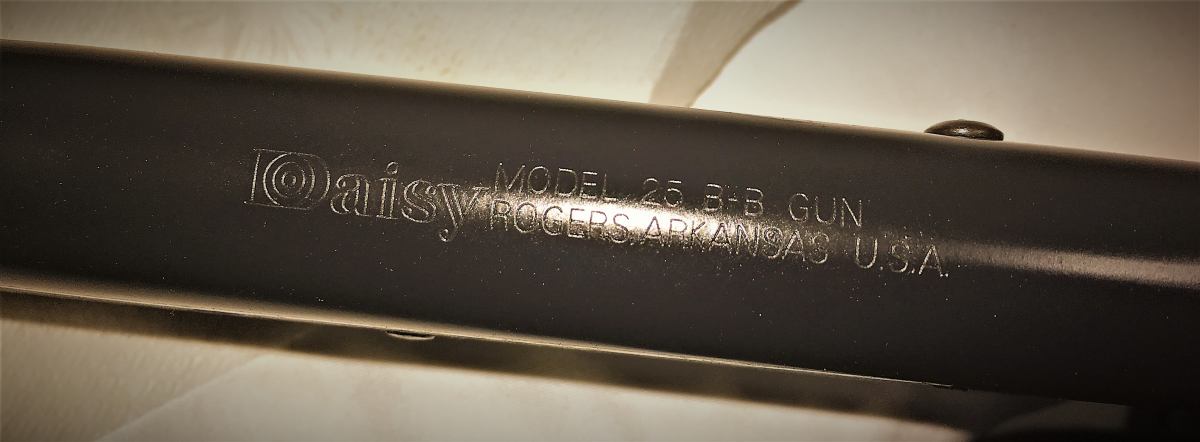 Daisy
MODEL 25 B-B GUN
ROGERS, ARKANSAS U.S.A.